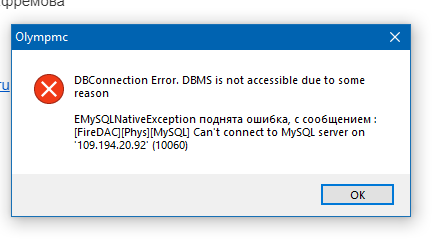 фремова
Olympmc
DBConnection Error. DBMS is not accessible due to some
reason
ru
EMySQLNativeException поднята ошибка, с сообщением :
[FireDAC][Phys][MySQL] Can't connect to MySQL server on
'109.194.20.92' (10060)
OK